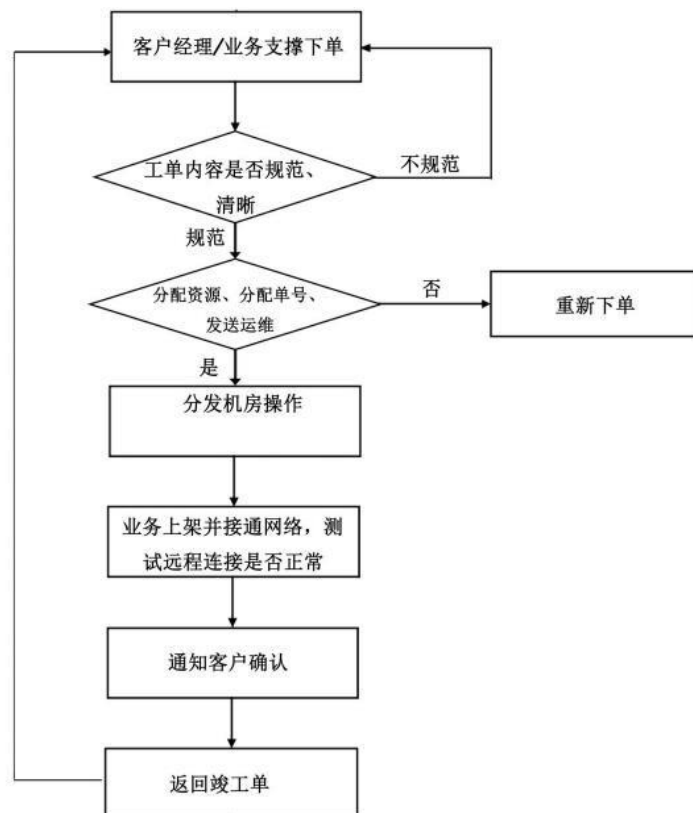 客户经理/业务支撑下单
工单内容是否规范、
清晰
不规范
规范
分配资源、分配单号、
发送运维
否
重新下单
是
分发机房操作
业务上架并接通网络，测
试远程连接是否正常
通知客户确认
返回竣工单